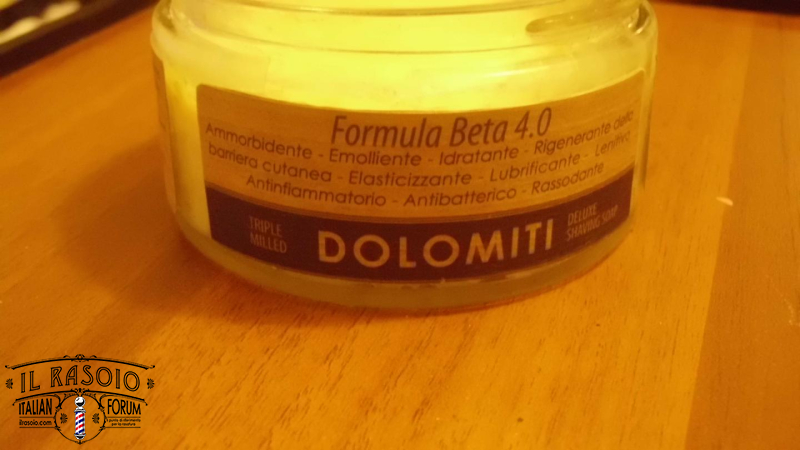 Formula Beta 4.0
Ammorbidente - Emolliente - Idratante - Rigenerante della
barriera cutanea - Elasticizzante - Lubrificante - Lenitivo
Antinfiammatorio - Antibatterico - Rassodante
TRIPLE
MILLED
DOLOMITI
DELUXE
SHAVING SOAP
IL RASOIO
ITALIAN FORUM
ilrasoio.com